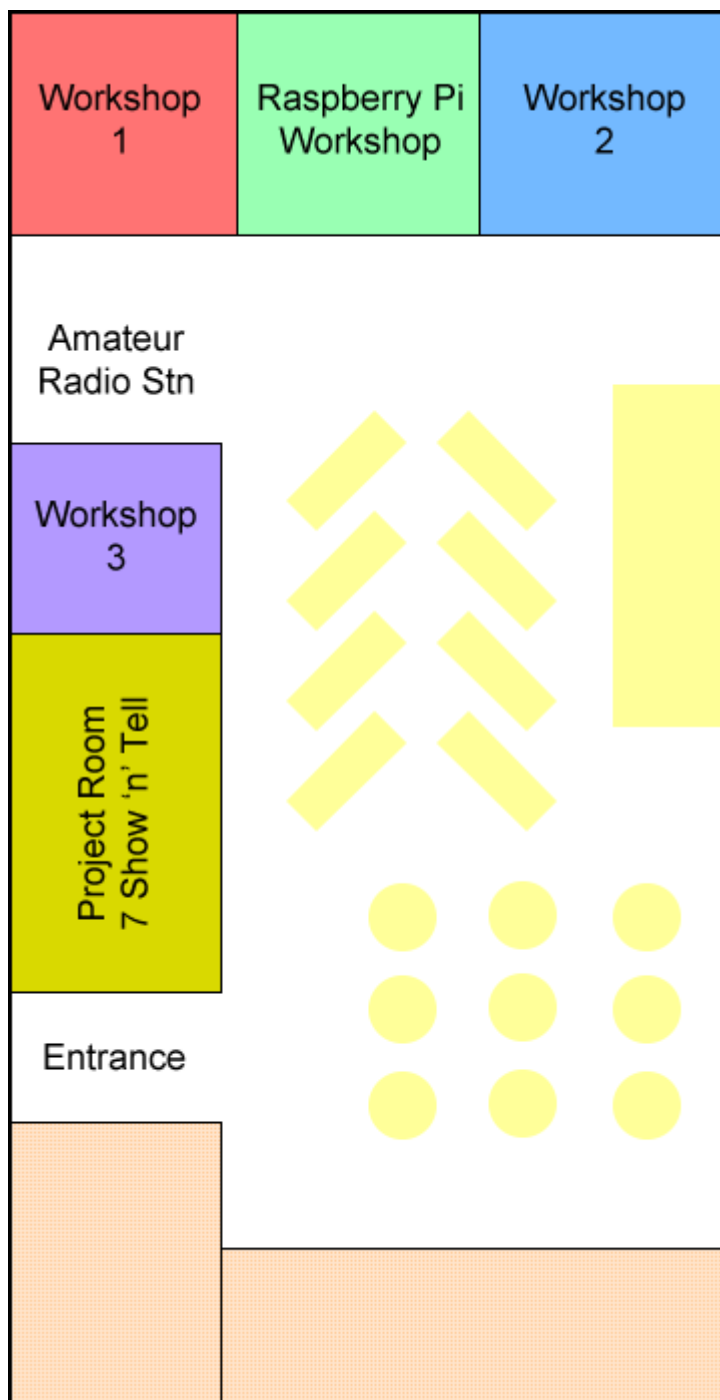 Workshop
1
Raspberry Pi
Workshop
Workshop
2
Amateur
Radio Stn
Workshop
3
Project Room
7 Show ‘n’ Tell
Entrance